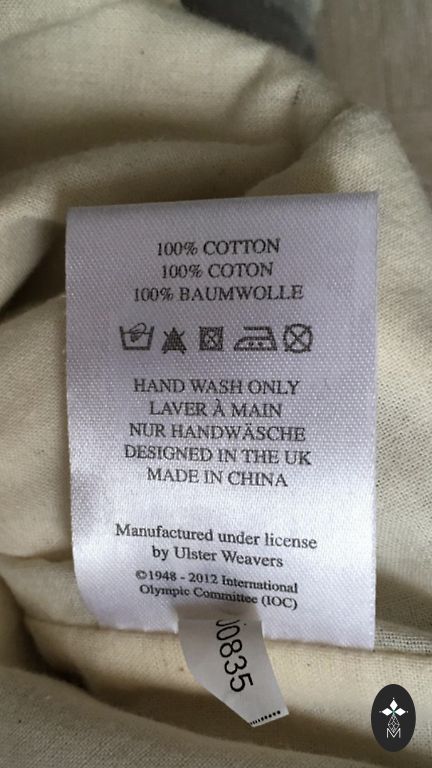 100% COTTON
100% COTON
100% BAUMWOLLE
HAND WASH ONLY
LAVER À MAIN
NUR HANDWÄSCHE
DESIGNED IN THE UK
MADE IN CHINA
Manufactured under license
by Ulster Weavers
©1948 - 2012 International
Olympic Committee (IOC)
00835
M